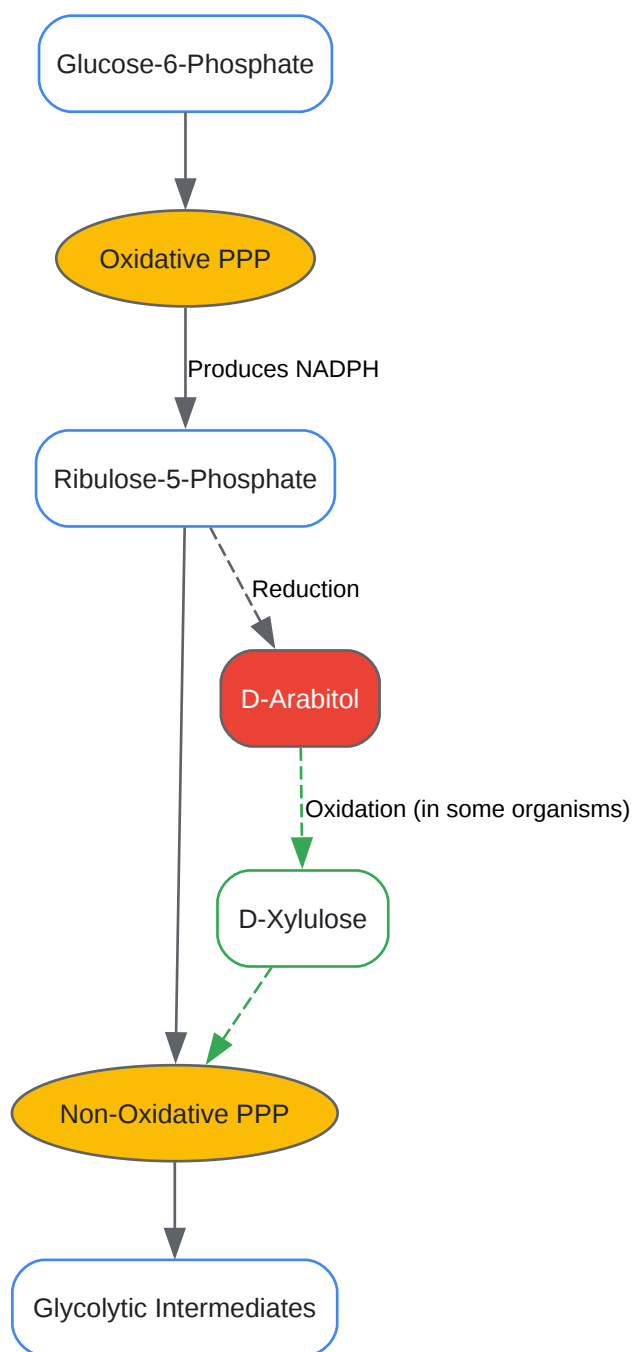 Glucose-6-Phosphate
Oxidative PPP
Produces NADPH
Ribulose-5-Phosphate
Reduction
D-Arabitol
Oxidation (in some organisms)
D-Xylulose
Non-Oxidative PPP
Glycolytic Intermediates